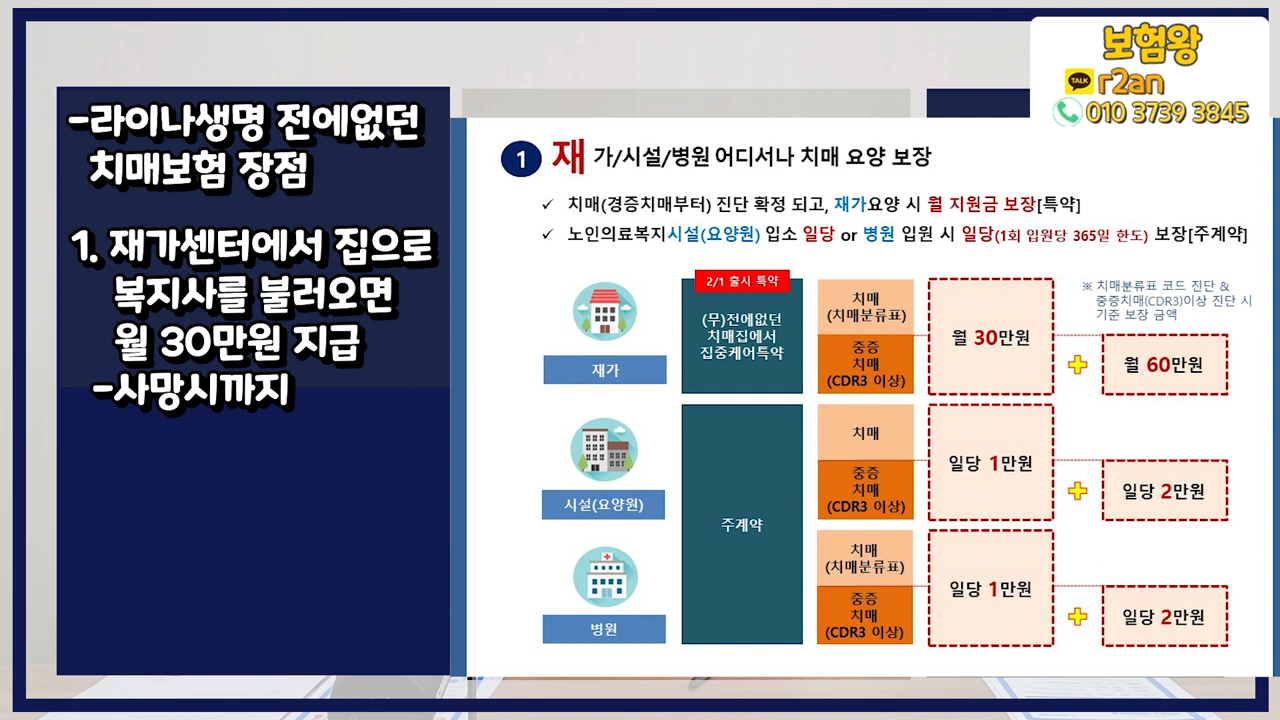 보험왕
TALK r2an
010 3739 3845
-라이나생명 전에없던
치매보험 장점
1. 재가센터에서 집으로
복지사를 불러오면
월 30만원 지급
-사망시까지
1 재가/시설/병원 어디서나 치매 요양 보장
✓ 치매(경증치매부터) 진단 확정 되고, 재가요양 시 월 지원금 보장[특약]
✓ 노인의료복지시설(요양원) 입소 일당 or 병원 입원 시 일당(1회 입원당 365일 한도) 보장[주계약]
재가
2/1 출시 특약
(무)전에없던
치매집에서
집중케어특약
치매
(치매분류표)
중증
치매
(CDR3 이상)
월 30만원
※ 치매분류표 코드 진단 &
중증치매(CDR3)이상 진단 시
기준 보장 금액
+ 월 60만원
시설(요양원)
주계약
치매
중증
치매
(CDR3 이상)
일당 1만원
+ 일당 2만원
병원
치매
(치매분류표)
중증
치매
(CDR3 이상)
일당 1만원
+ 일당 2만원